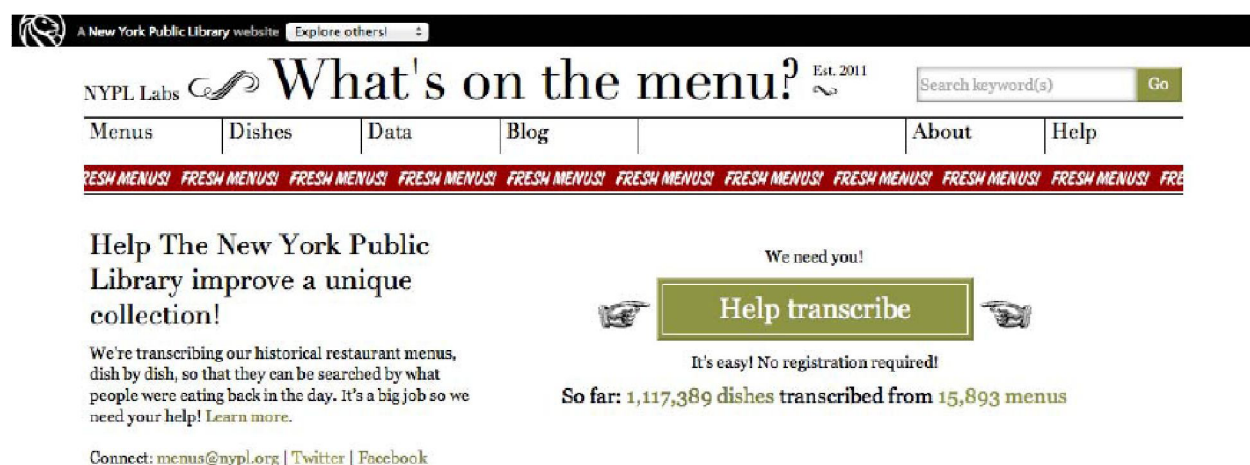 A New York Public Library website Explore others!
NYPL Labs What's on the menu? Est. 2011
Search keyword(s) Go
Menus Dishes Data Blog About Help
RESH MENUS! FRESH MENUS! FRESH MENUS! FRESH MENUS! FRESH MENUS! FRESH MENUS! FRESH MENUS! FRESH MENUS! FRESH MENUS! FRESH MENUS! FRE
Help The New York Public
Library improve a unique
collection!
We're transcribing our historical restaurant menus,
dish by dish, so that they can be searched by what
people were eating back in the day. It's a big job so we
need your help! Learn more.
Connect: menus@nypl.org | Twitter | Facebook
We need you!
Help transcribe
It's easy! No registration required!
So far: 1,117,389 dishes transcribed from 15,893 menus